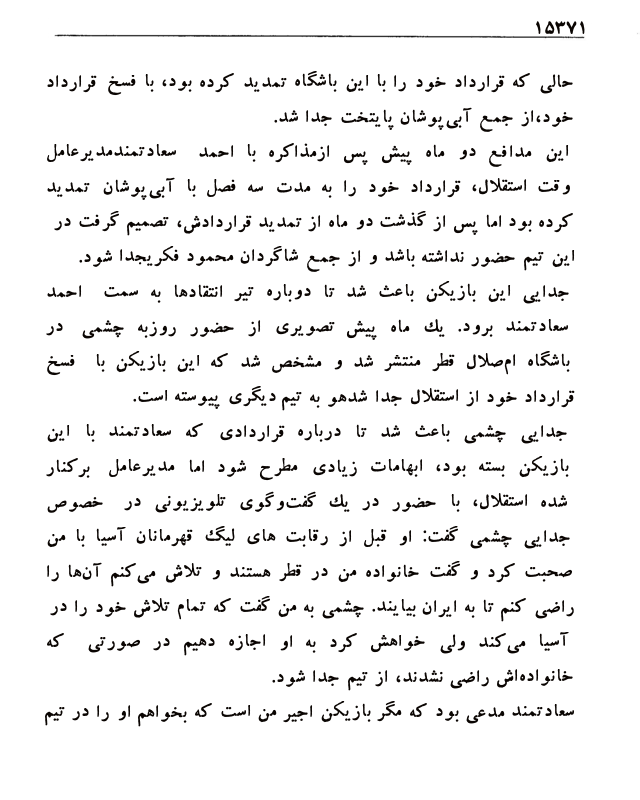 ۱۵۳۷۱
حالی که قرارداد خود را با این باشگاه تمدید کرده بود، با فسخ قرارداد
خود،از جمع آبی‌پوشان پایتخت جدا شد.
این مدافع دو ماه پیش پس ازمذاکره با احمد سعادتمندمدیرعامل
وقت استقلال، قرارداد خود را به مدت سه فصل با آبی‌پوشان تمدید
کرده بود اما پس از گذشت دو ماه از تمدید قراردادش، تصمیم گرفت در
این تیم حضور نداشته باشد و از جمع شاگردان محمود فکریجدا شود.
جدایی این بازیکن باعث شد تا دوباره تیر انتقادها به سمت احمد
سعادتمند برود. یك ماه پیش تصویری از حضور روزبه چشمی در
باشگاه ام‌صلال قطر منتشر شد و مشخص شد که این بازیکن با فسخ
قرارداد خود از استقلال جدا شدهو به تیم دیگری پیوسته است.
جدایی چشمی باعث شد تا درباره قراردادی که سعادتمند با این
بازیکن بسته بود، ابهامات زیادی مطرح شود اما مدیرعامل برکنار
شده استقلال، با حضور در یك گفت‌وگوی تلویزیونی در خصوص
جدایی چشمی گفت: او قبل از رقابت های لیگ قهرمانان آسیا با من
صحبت کرد و گفت خانواده من در قطر هستند و تلاش می‌کنم آن‌ها را
راضی کنم تا به ایران بیایند. چشمی به من گفت که تمام تلاش خود را در
آسیا می‌کند ولی خواهش کرد به او اجازه دهیم در صورتی که
خانواده‌اش راضی نشدند، از تیم جدا شود.
سعادتمند مدعی بود که مگر بازیکن اجیر من است که بخواهم او را در تیم